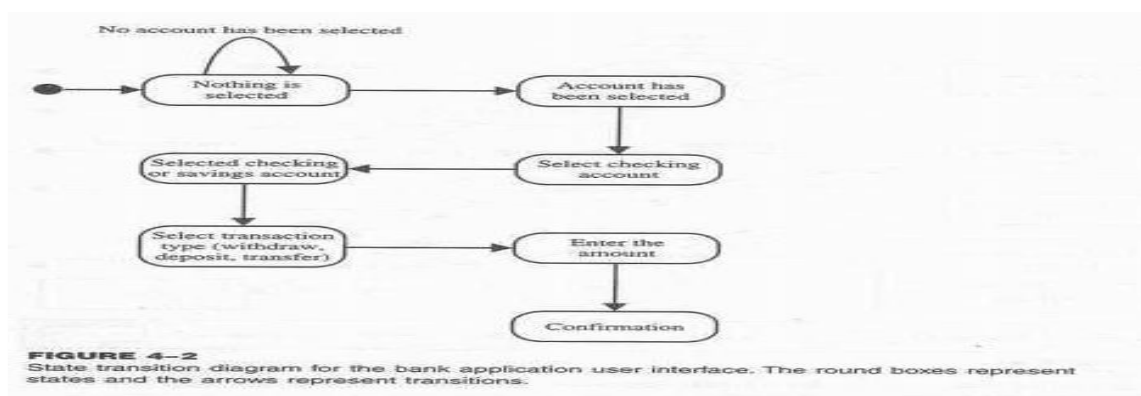 No account has been selected
Nothing is
selected
Account has
been selected
Selected checking
or savings account
Select checking
account
Select transaction
type (withdraw,
deposit, transfer)
Enter the
amount
Confirmation
FIGURE 4–2
State transition diagram for the bank application user interface. The round boxes represent
states and the arrows represent transitions.